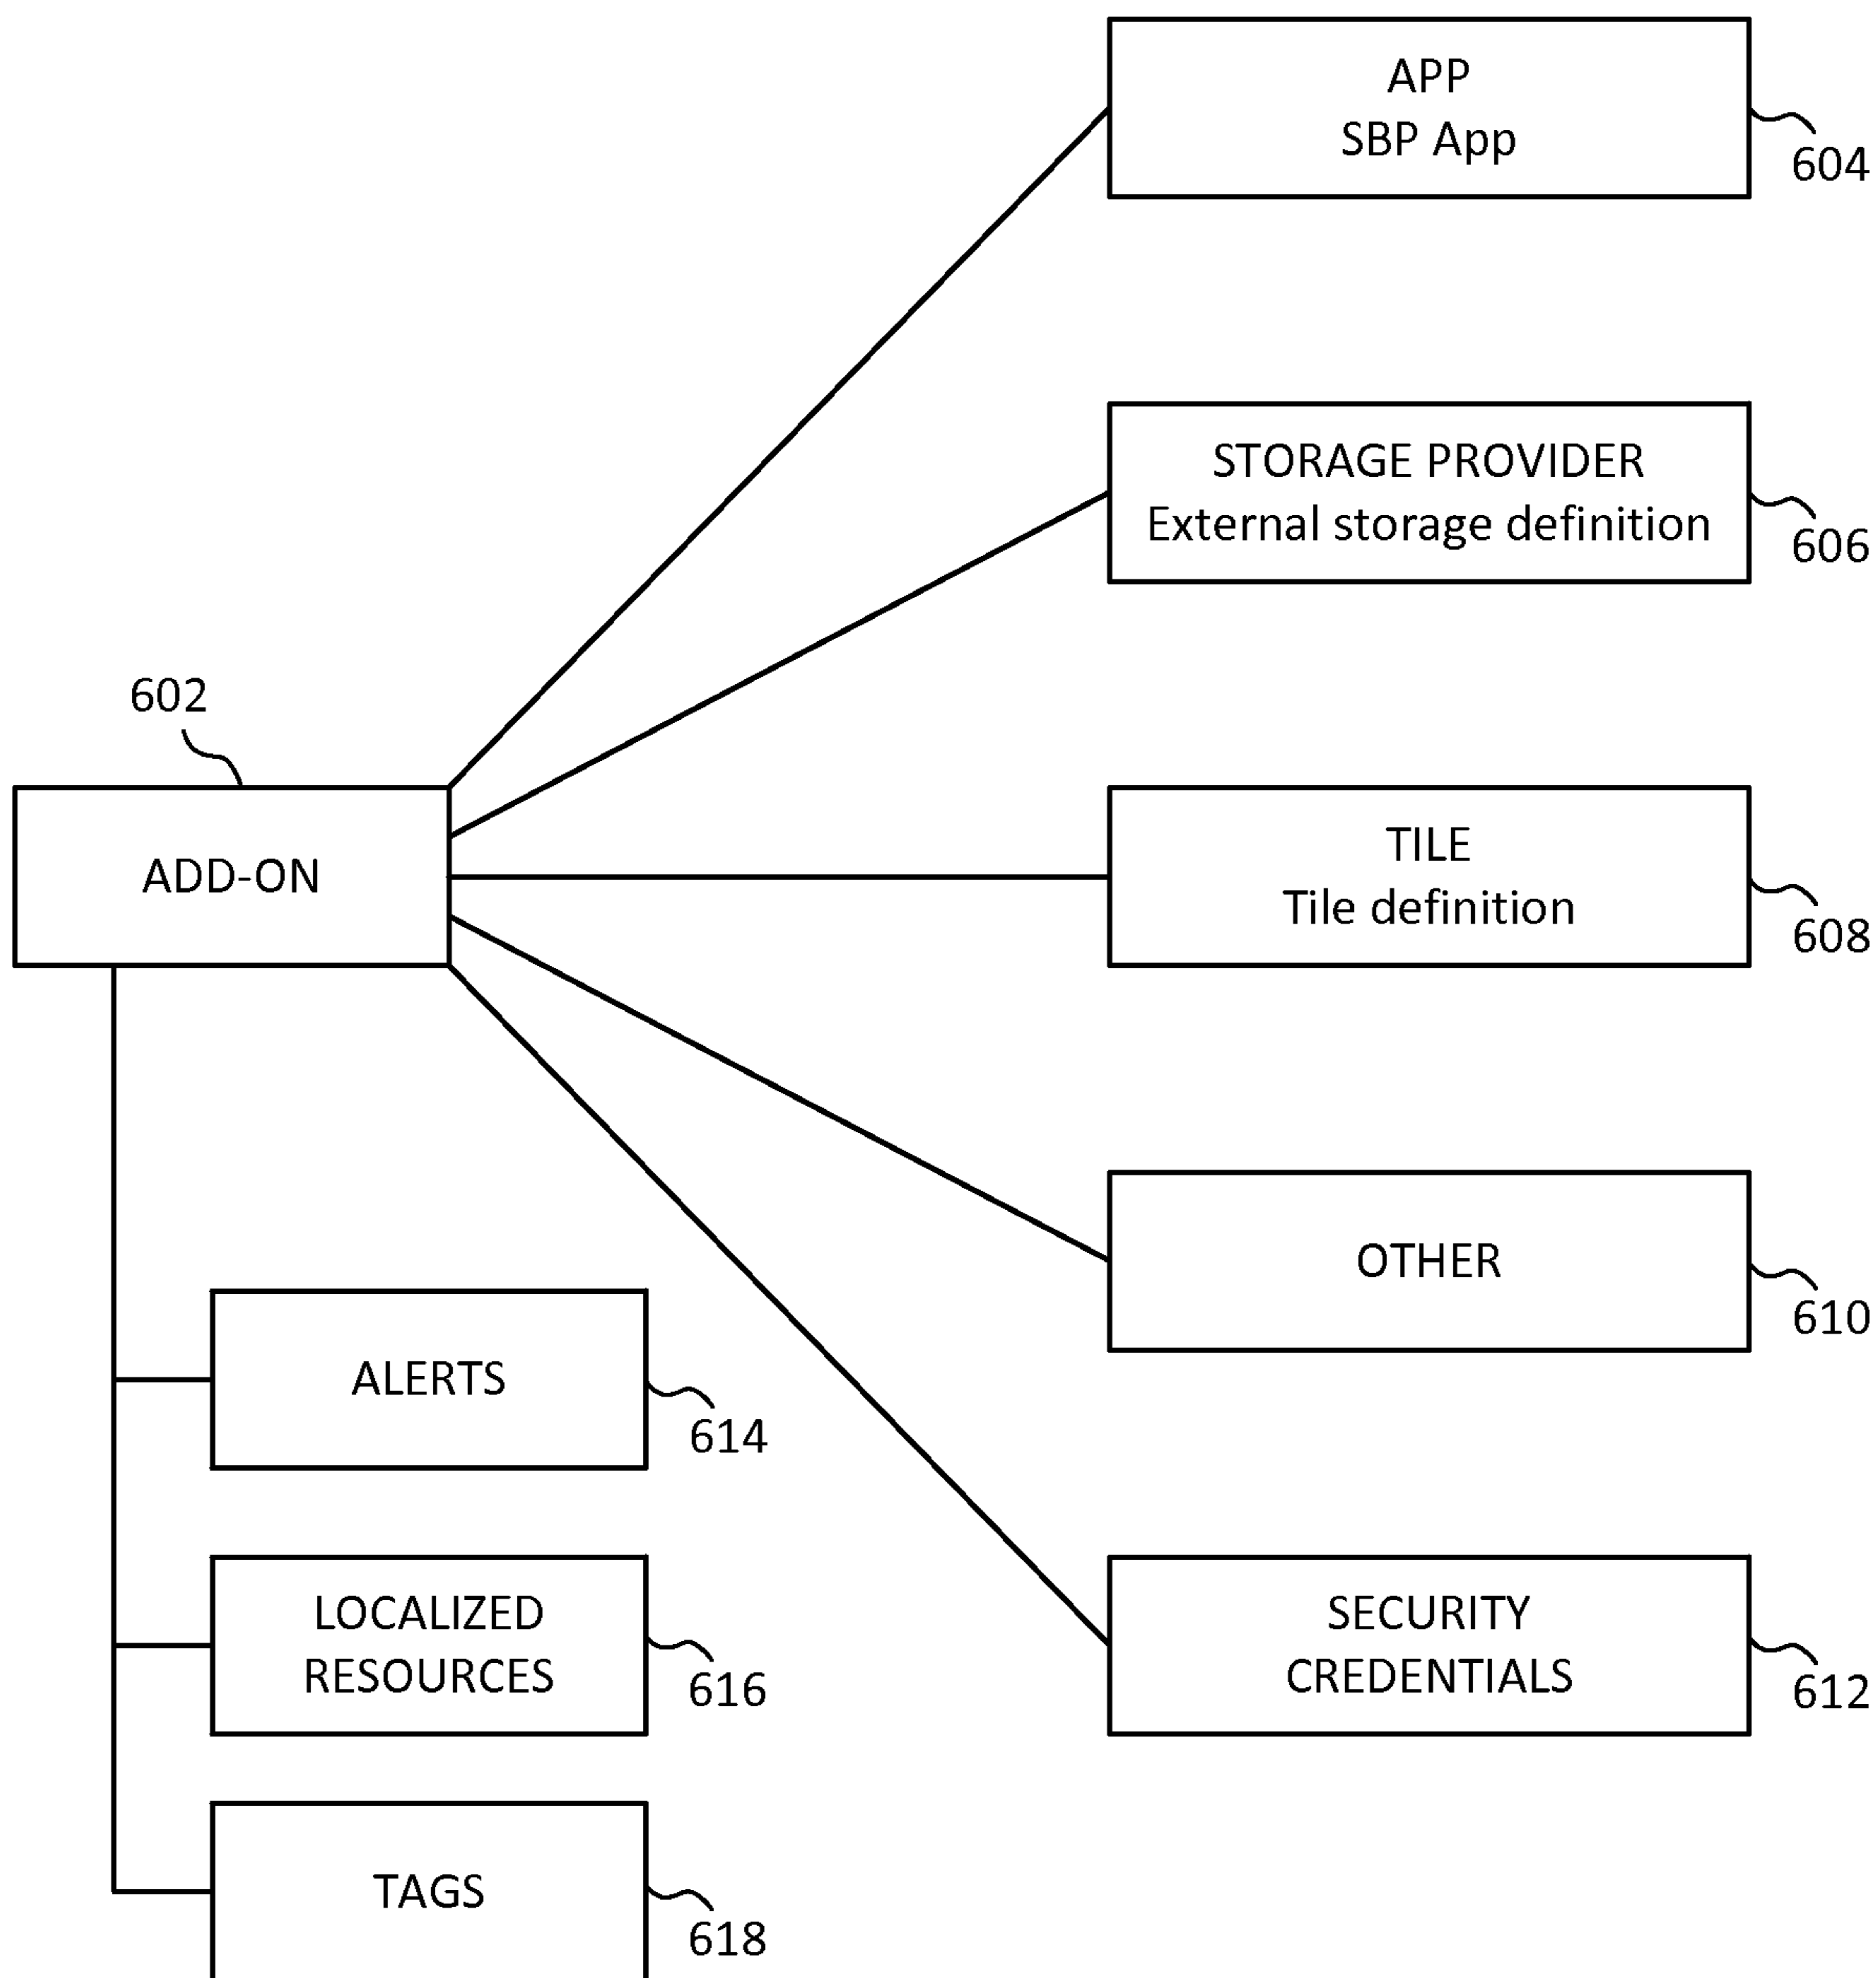 APP
SBP App
604
STORAGE PROVIDER
External storage definition
606
602
ADD-ON
TILE
Tile definition
608
OTHER
610
ALERTS
614
LOCALIZED
RESOURCES
616
SECURITY
CREDENTIALS
612
TAGS
618